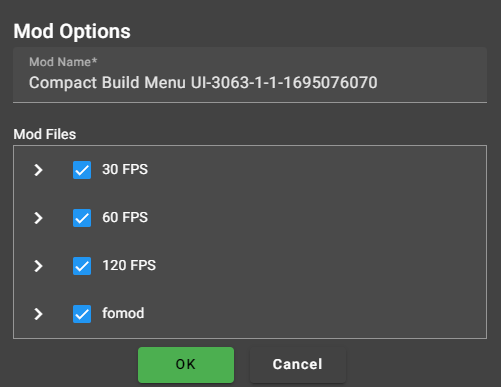 Mod Options
Mod Name*
Compact Build Menu UI-3063-1-1-1695076070
Mod Files
30 FPS
60 FPS
120 FPS
fomod
OK Cancel